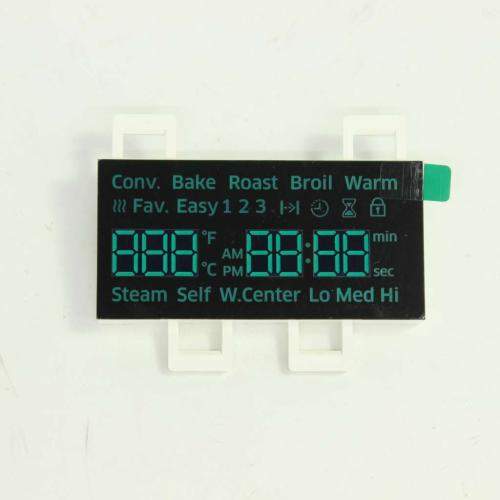 Conv. Bake Roast Broil Warm
Fav. Easy 1 2 3
888 °F °C AM PM 88:88 min sec
Steam Self W.Center Lo Med Hi